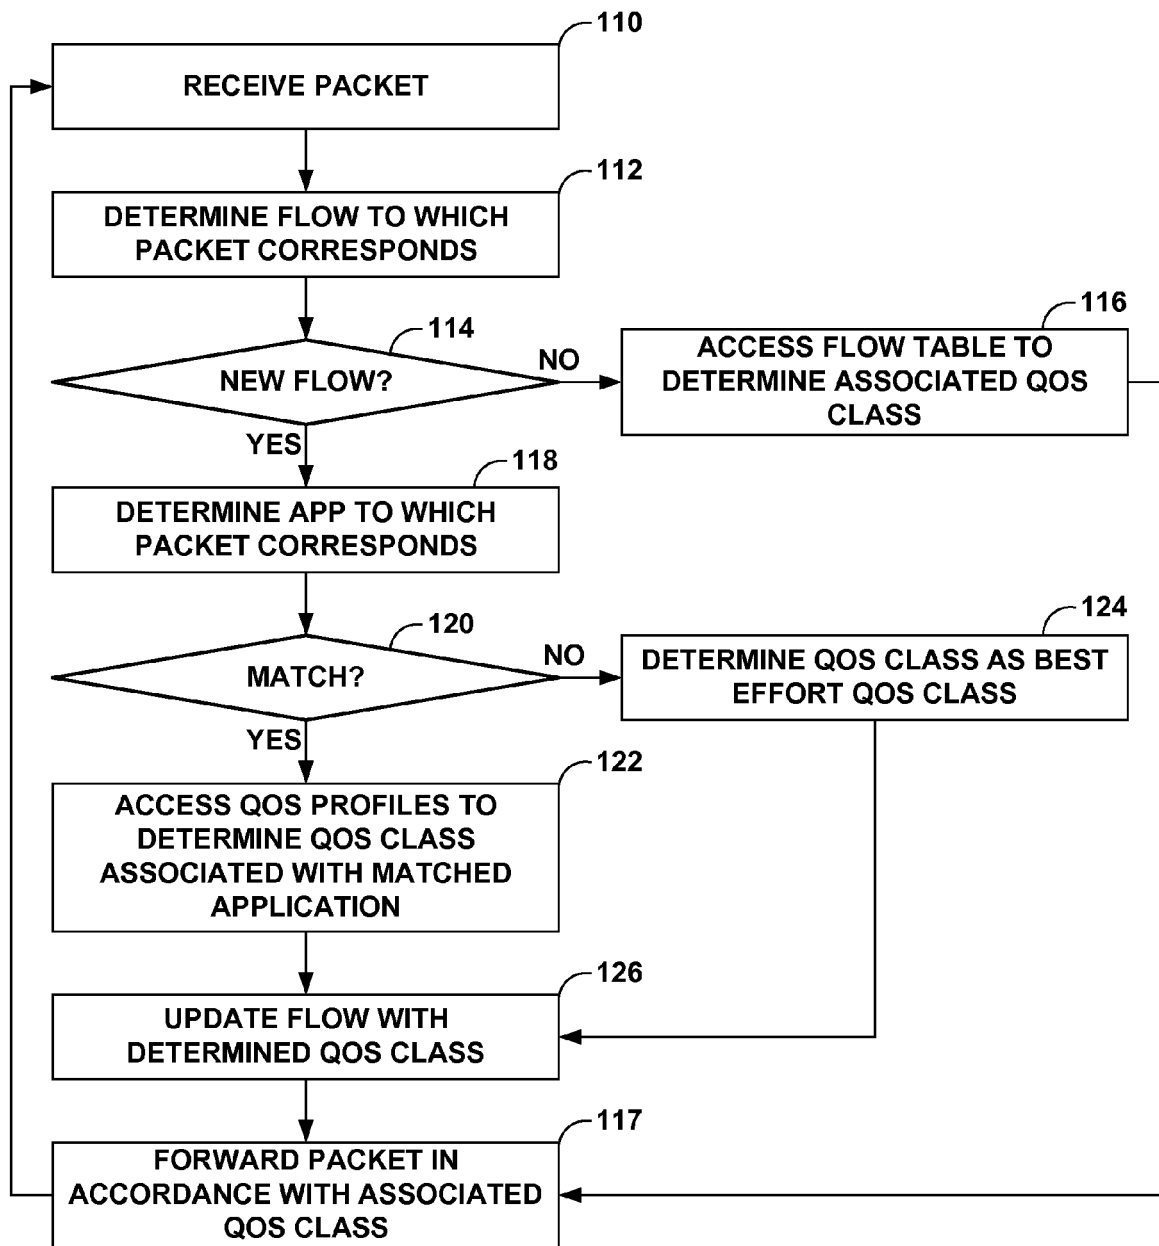 110
RECEIVE PACKET
112
DETERMINE FLOW TO WHICH
PACKET CORRESPONDS
114
NEW FLOW?
NO
116
ACCESS FLOW TABLE TO
DETERMINE ASSOCIATED QOS
CLASS
YES
118
DETERMINE APP TO WHICH
PACKET CORRESPONDS
120
MATCH?
NO
124
DETERMINE QOS CLASS AS BEST
EFFORT QOS CLASS
YES
122
ACCESS QOS PROFILES TO
DETERMINE QOS CLASS
ASSOCIATED WITH MATCHED
APPLICATION
126
UPDATE FLOW WITH
DETERMINED QOS CLASS
117
FORWARD PACKET IN
ACCORDANCE WITH ASSOCIATED
QOS CLASS